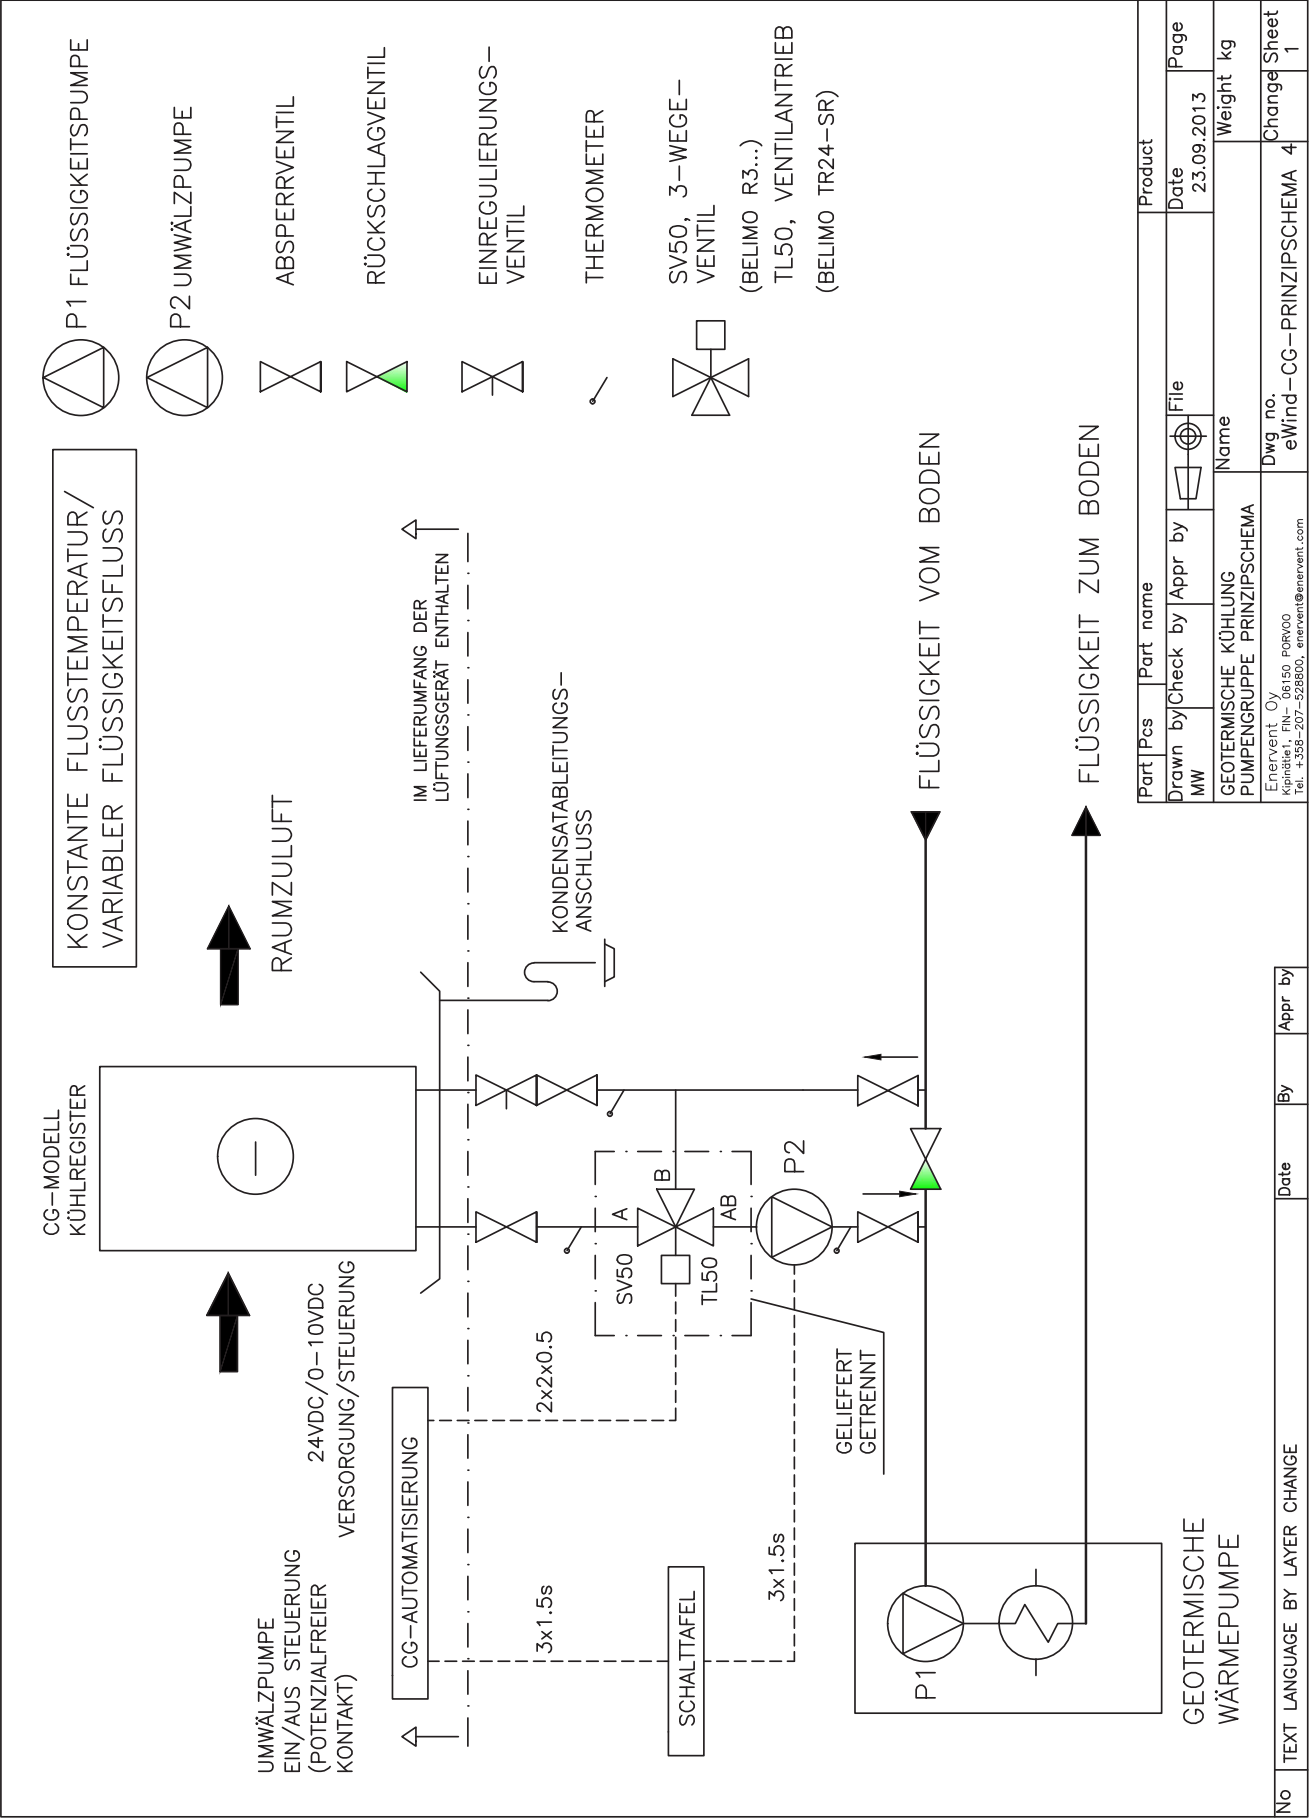 KONSTANTE FLUSSTEMPERATUR/
VARIABLER FLÜSSIGKEITSFLUSS
P1 FLÜSSIGKEITSPUMPE
P2 UMWÄLZPUMPE
ABSPERRVENTIL
RÜCKSCHLAGVENTIL
EINREGULIERUNGS-
VENTIL
THERMOMETER
SV50, 3-WEGE-
VENTIL
(BELIMO R3...)
TL50, VENTILANTRIEB
(BELIMO TR24-SR)
CG-MODELL
KÜHLREGISTER
RAUMZULUFT
IM LIEFERUMFANG DER
LÜFTUNGSGERÄT ENTHALTEN
KONDENSATABLEITUNGS-
ANSCHLUSS
UMWÄLZPUMPE
EIN/AUS STEUERUNG
(POTENZIALFREIER
KONTAKT)
24VDC/0-10VDC
VERSORGUNG/STEUERUNG
CG-AUTOMATISIERUNG
3x1.5s
2x2x0.5
SV50
A
B
AB
TL50
P2
SCHALTTAFEL
3x1.5s
GELIEFERT
GETRENNT
P1
GEOTERMISCHE
WÄRMEPUMPE
FLÜSSIGKEIT VOM BODEN
FLÜSSIGKEIT ZUM BODEN
Part Pcs Part name Product
Drawn by Check by Appr by File Date Page
MW 23.09.2013
GEOTERMISCHE KÜHLUNG
PUMPENGRUPPE PRINZIPSCHEMA
Name Weight kg
Enervent Oy
Kipinätie1, FIN- 06150 PORVOO
Tel. +358-207-528800, enervent@enervent.com
Dwg no. Change Sheet
eWind-CG-PRINZIPSCHEMA 4 1
No TEXT LANGUAGE BY LAYER CHANGE Date By Appr by